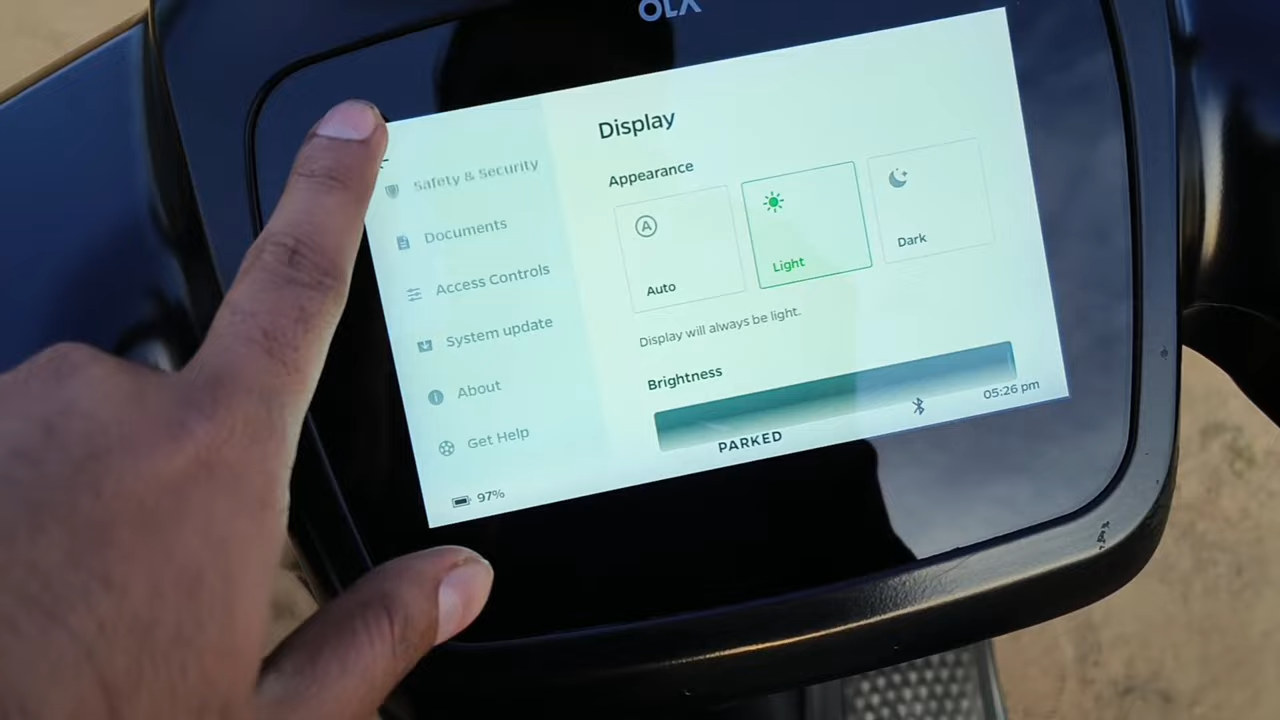 OLA
Display
Safety & Security
Documents
Access Controls
System update
About
Get Help
Appearance
A
Auto
Light
Dark
Display will always be light.
Brightness
97%
PARKED
05:26 pm